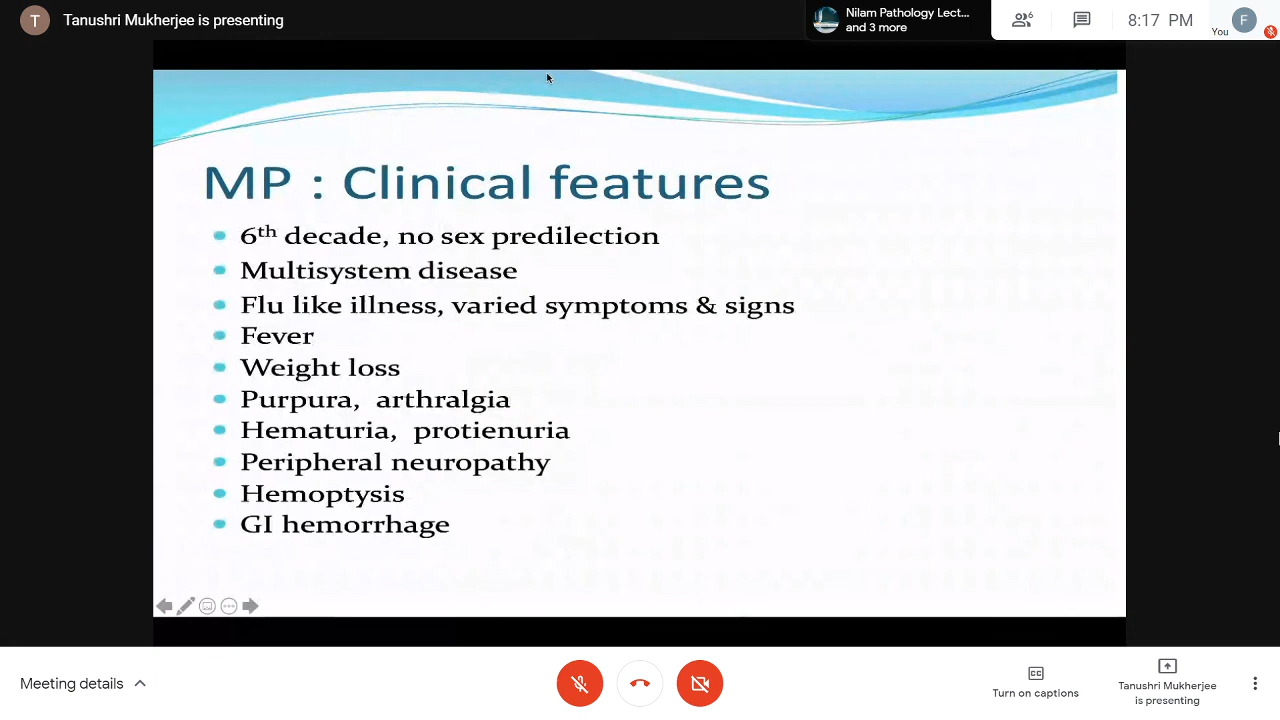 T
Tanushri Mukherjee is presenting
Nilam Pathology Lect...
and 3 more
6
8:17 PM
You
F
MP : Clinical features
6th decade, no sex predilection
Multisystem disease
Flu like illness, varied symptoms & signs
Fever
Weight loss
Purpura, arthralgia
Hematuria, protienuria
Peripheral neuropathy
Hemoptysis
GI hemorrhage
Meeting details
CC
Turn on captions
Tanushri Mukherjee
is presenting